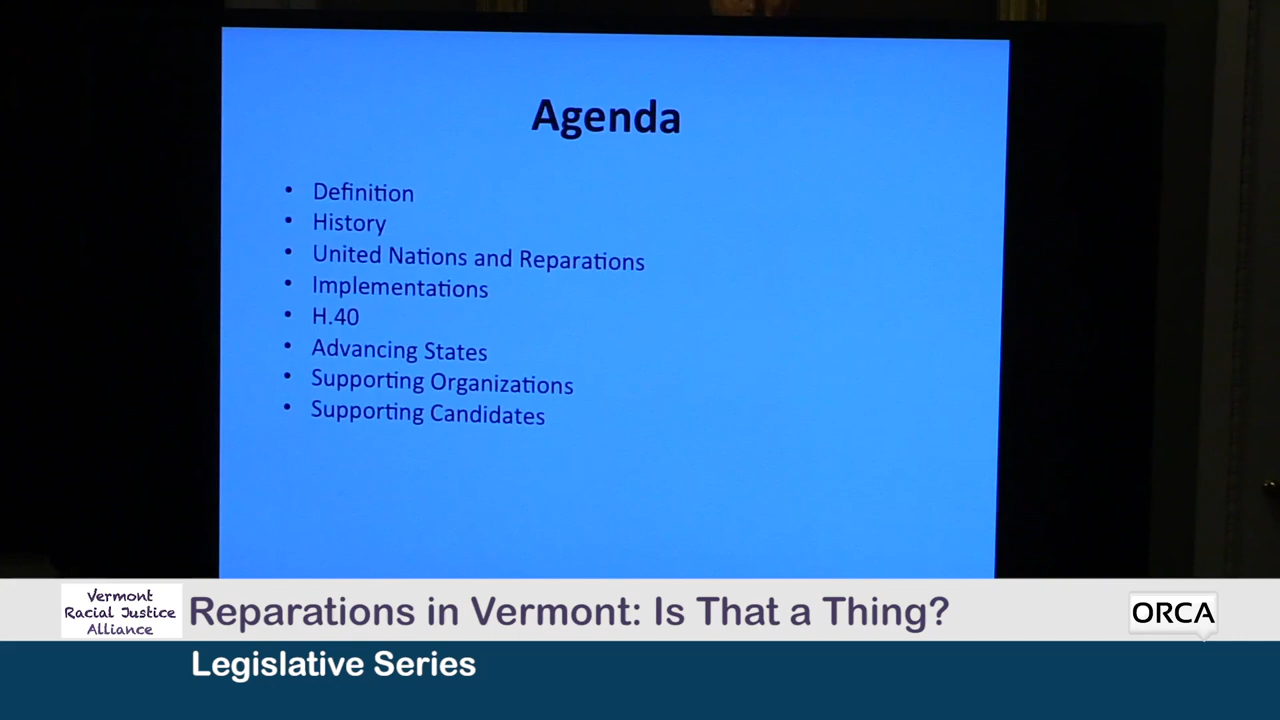 Agenda
• Definition
• History
• United Nations and Reparations
• Implementations
• H.40
• Advancing States
• Supporting Organizations
• Supporting Candidates
Vermont
Racial Justice
Alliance
Reparations in Vermont: Is That a Thing?
ORCA
Legislative Series